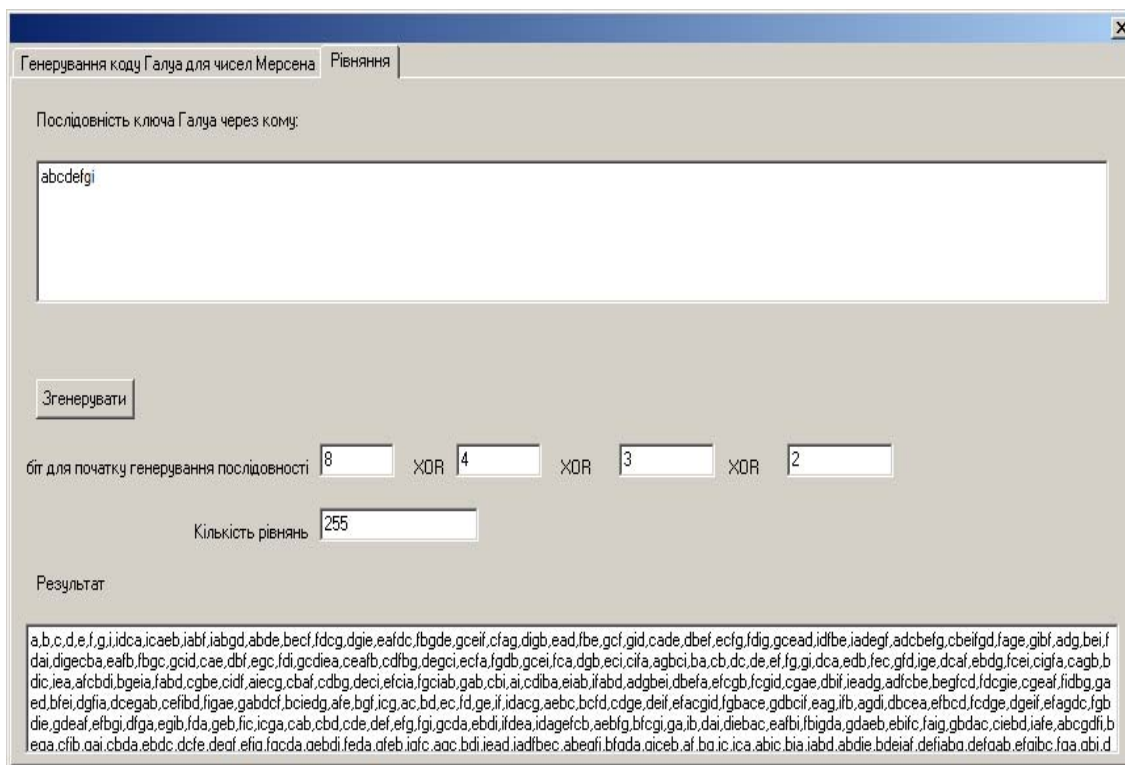 Генерування коду Галуа для чисел Мерсена Рівняння
Послідовність ключа Галуа через кому:
abcdefgi
Згенерувати
біт для початку генерування послідовності 8 XOR 4 XOR 3 XOR 2
Кількість рівнянь 255
Результат
a,b,c,d,e,f,g,i,idca,icaeb,iabf,iabgd,abde,becf,fdcg,dgie,eafdc,fbgde,gceif,cfag,digb,ead,fbe,gcf,gid,cade,dbef,ecfg,fdig,gcead,idfbe,iadegf,adcbefg,cbeifgd,fage,gibf,adg,bei,f
dai,digecba,eafb,fbgc,gcid,cae,dbf,egc,fdi,gcdiea,ceafb,cdfbg,degci,ecfa,fgdb,gcei,fca,dgb,eci,cifa,agbci,ba,cb,dc,de,ef,fg,gi,dca,edb,fec,gfd,ige,dcaf,ebdg,fcei,cigfa,cagb,b
dic,iea,afcbdi,bgeia,fabd,cgbe,cidf,aiecg,cbaf,cdbg,deci,efcia,fgciab,gab,cbi,ai,cdiba,eiab,ifabd,adgbei,dbefa,efcgb,fcgid,cgae,dbif,ieadg,adfcbe,begfcd,fdcgie,cgeaf,fidbg,ga
ed,bfei,dgfia,dcegab,cefibd,figae,gabdcf,bciedg,afe,bgf,icg,ac,bd,ec,fd,ge,if,idacg,aebc,bcfd,cdge,deif,efacgid,fgbace,gdbcif,eag,ifb,agdi,dbcea,efbcd,fcdge,dgeif,efagdc,fgb
die,gdeaf,efbgi,dfga,egib,fda,geb,fic,icga,cab,cbd,cde,def,efg,fgi,gcda,ebdi,ifdea,idagefcb,aebfg,bfcgi,ga,ib,dai,diebac,eafbi,fbigda,gdaeb,ebifc,faig,gbdac,ciebd,iafe,abcgdfi,b